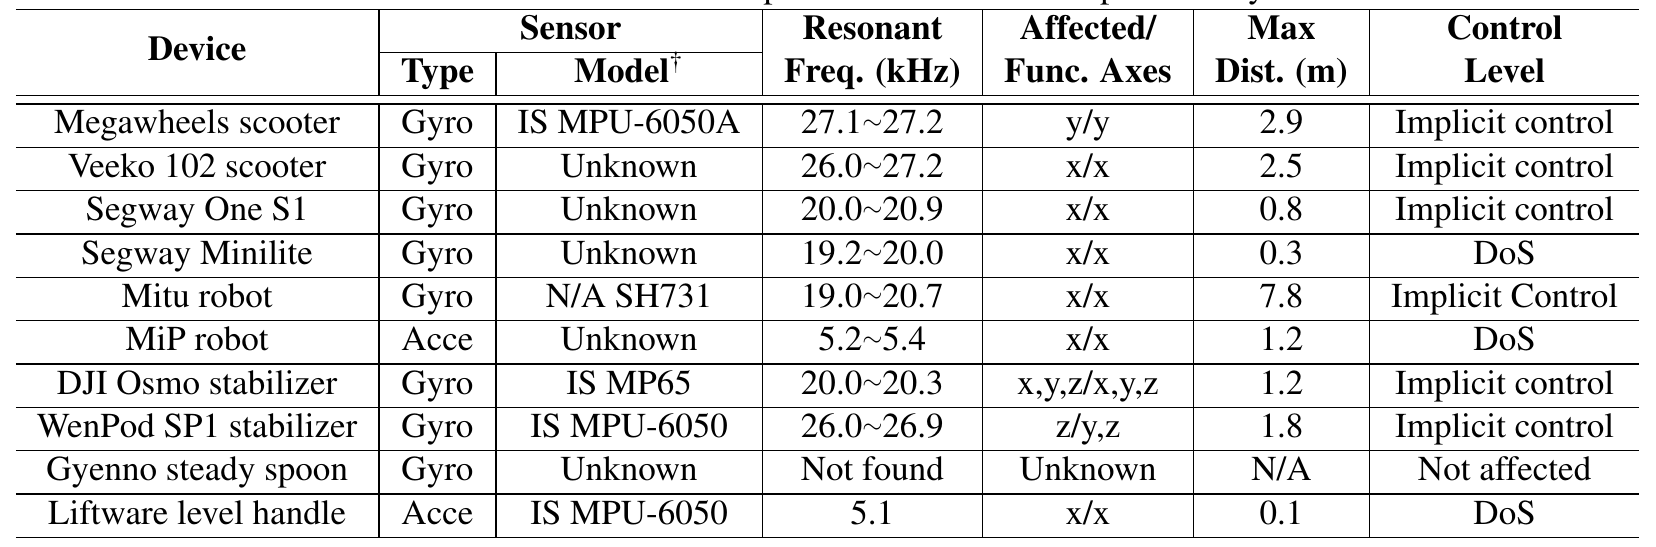 Device Sensor Resonant Affected/ Max Control
Type Model† Freq. (kHz) Func. Axes Dist. (m) Level
Megawheels scooter Gyro IS MPU-6050A 27.1~27.2 y/y 2.9 Implicit control
Veeko 102 scooter Gyro Unknown 26.0~27.2 x/x 2.5 Implicit control
Segway One S1 Gyro Unknown 20.0~20.9 x/x 0.8 Implicit control
Segway Minilite Gyro Unknown 19.2~20.0 x/x 0.3 DoS
Mitu robot Gyro N/A SH731 19.0~20.7 x/x 7.8 Implicit Control
MiP robot Acce Unknown 5.2~5.4 x/x 1.2 DoS
DJI Osmo stabilizer Gyro IS MP65 20.0~20.3 x,y,z/x,y,z 1.2 Implicit control
WenPod SP1 stabilizer Gyro IS MPU-6050 26.0~26.9 z/y,z 1.8 Implicit control
Gyenno steady spoon Gyro Unknown Not found Unknown N/A Not affected
Liftware level handle Acce IS MPU-6050 5.1 x/x 0.1 DoS